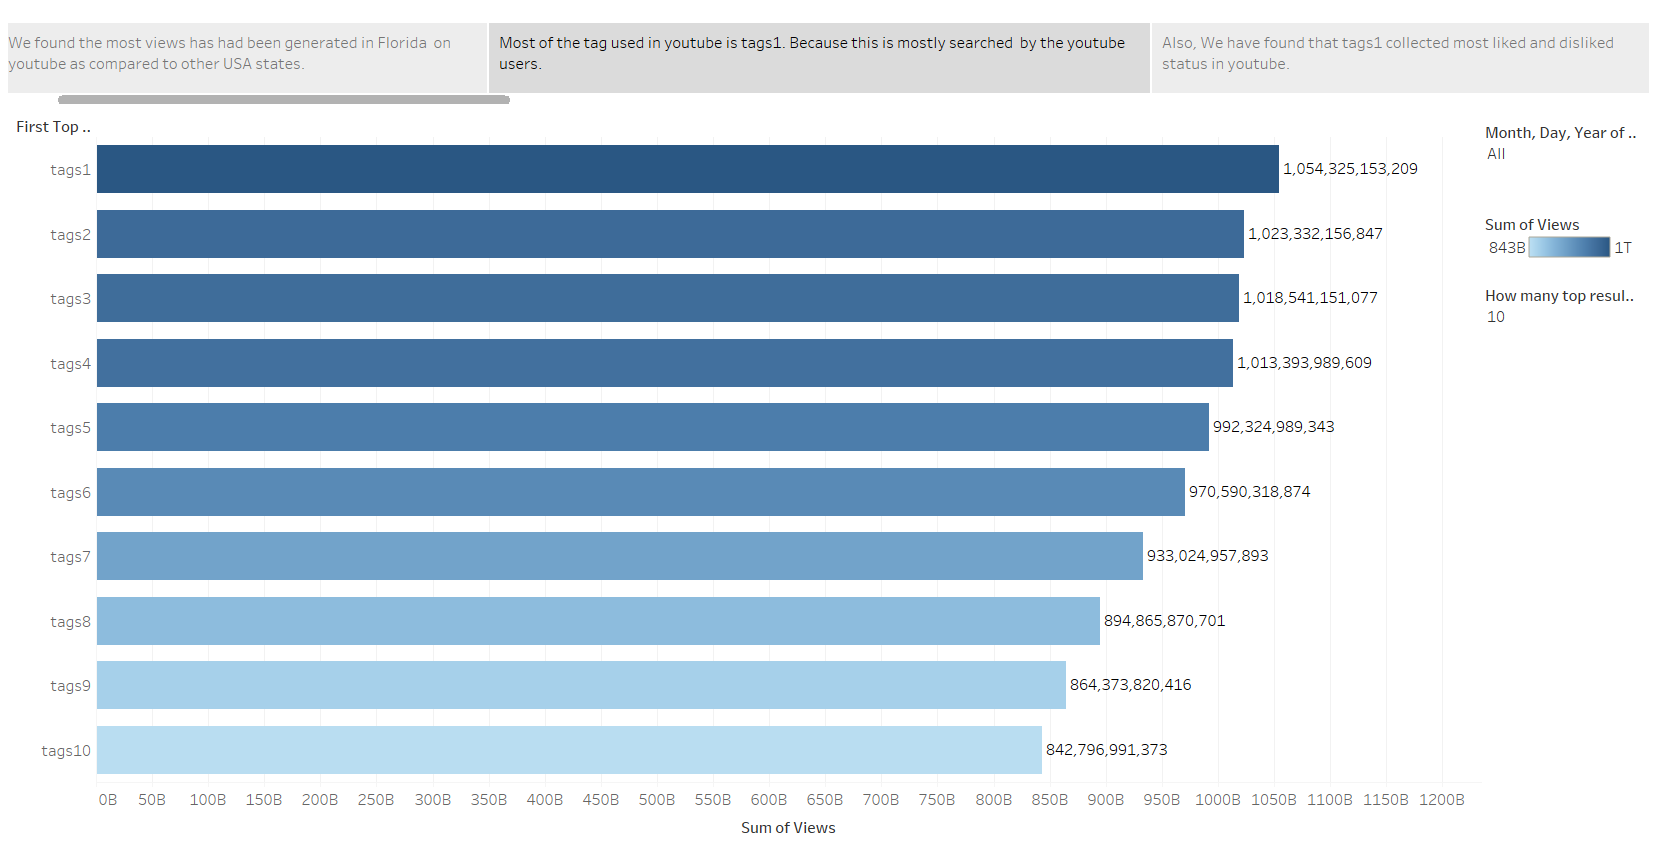 We found the most views has had been generated in Florida  on
youtube as compared to other USA states.
Most of the tag used in youtube is tags1. Because this is mostly searched  by the youtube
users.
Also, We have found that tags1 collected most liked and disliked
status in youtube.
First Top ..
tags1
1,054,325,153,209
tags2
1,023,332,156,847
tags3
1,018,541,151,077
tags4
1,013,393,989,609
tags5
992,324,989,343
tags6
970,590,318,874
tags7
933,024,957,893
tags8
894,865,870,701
tags9
864,373,820,416
tags10
842,796,991,373
0B 50B 100B 150B 200B 250B 300B 350B 400B 450B 500B 550B 600B 650B 700B 750B 800B 850B 900B 950B 1000B 1050B 1100B 1150B 1200B
Sum of Views
Month, Day, Year of ..
All
Sum of Views
843B 1T
How many top resul..
10